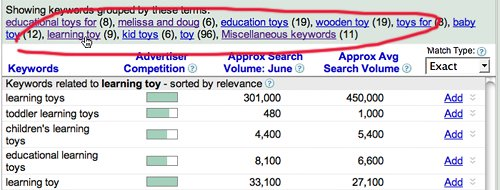 Showing keywords grouped by these terms:
educational toys for (8), melissa and doug (6), education toys (19), wooden toy (19), toys for (8), baby
toy (12), learning toy (9), kid toys (6), toy (96), Miscellaneous keywords (11)
Keywords Advertiser Competition ? Approx Search Volume: June ? Approx Avg Search Volume ? Match Type: ? Exact
Keywords related to learning toy - sorted by relevance ?
learning toys 301,000 450,000 Add
toddler learning toys 480 1,000 Add
children's learning toys 4,400 5,400 Add
educational learning toys 8,100 6,600 Add
learning toy 33,100 27,100 Add